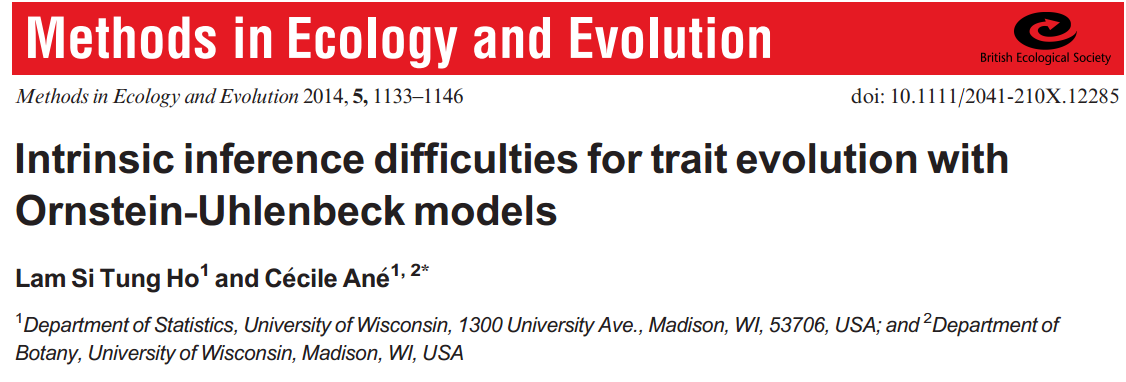 Methods in Ecology and Evolution
British Ecological Society
Methods in Ecology and Evolution 2014, 5, 1133–1146
doi: 10.1111/2041-210X.12285
Intrinsic inference difficulties for trait evolution with
Ornstein-Uhlenbeck models
Lam Si Tung Ho1 and Cécile Ané1, 2*
1Department of Statistics, University of Wisconsin, 1300 University Ave., Madison, WI, 53706, USA; and 2Department of
Botany, University of Wisconsin, Madison, WI, USA